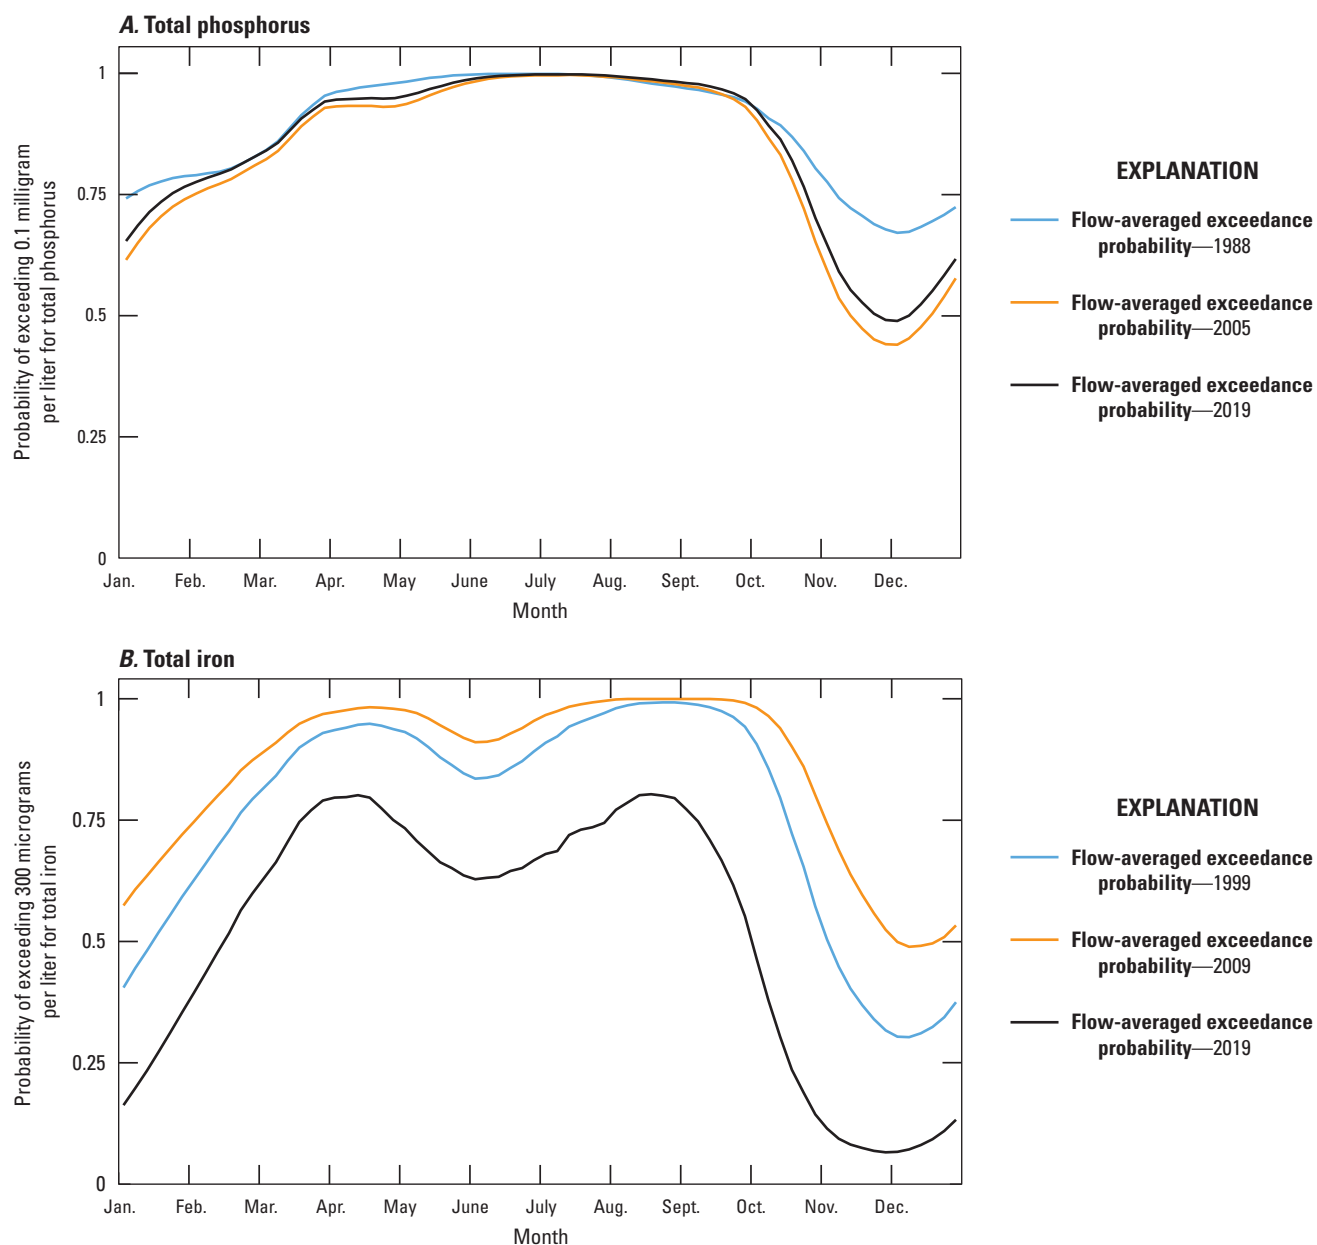 A. Total phosphorus
Probability of exceeding 0.1 milligram
per liter for total phosphorus
1
0.75
0.5
0.25
0
Jan. Feb. Mar. Apr. May June July Aug. Sept. Oct. Nov. Dec.
Month
EXPLANATION
Flow-averaged exceedance
probability—1988
Flow-averaged exceedance
probability—2005
Flow-averaged exceedance
probability—2019
B. Total iron
Probability of exceeding 300 micrograms
per liter for total iron
1
0.75
0.5
0.25
0
Jan. Feb. Mar. Apr. May June July Aug. Sept. Oct. Nov. Dec.
Month
EXPLANATION
Flow-averaged exceedance
probability—1999
Flow-averaged exceedance
probability—2009
Flow-averaged exceedance
probability—2019